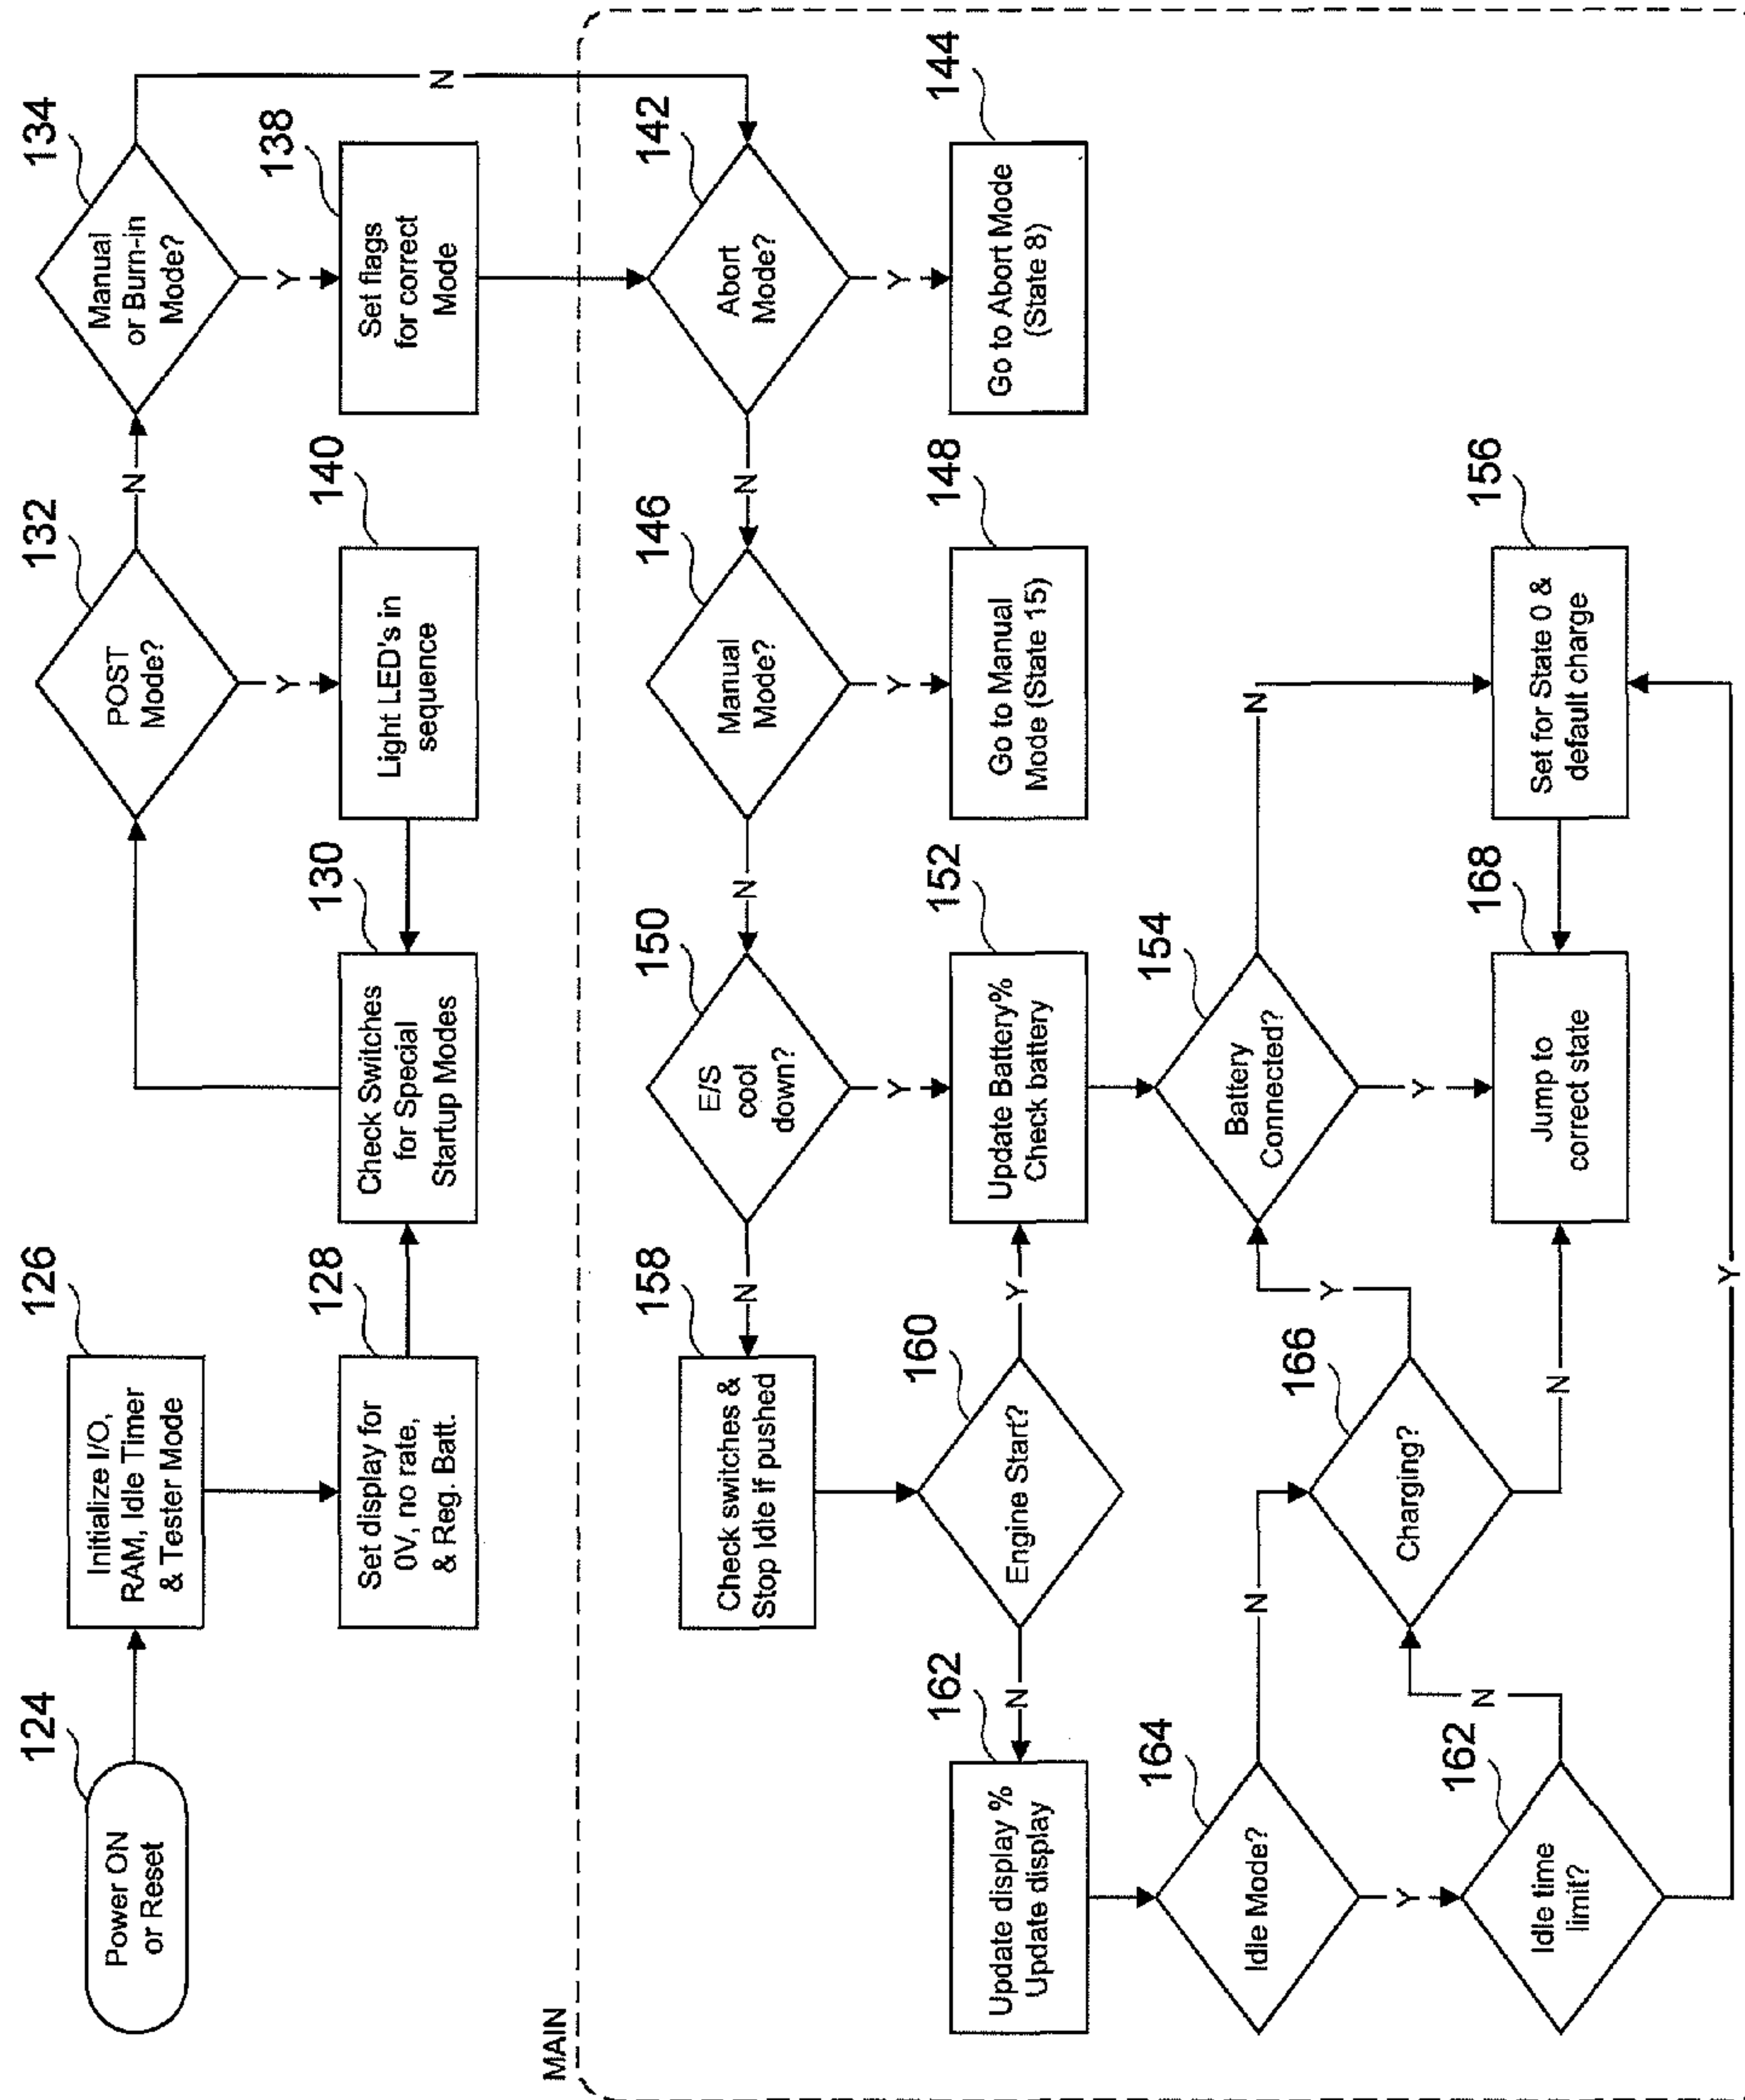 124
Power ON
or Reset
126
Initialize I/O,
RAM, Idle Timer
& Tester Mode
128
Set display for
0V, no rate,
& Reg. Batt.
130
Check Switches
for Special
Startup Modes
132
POST
Mode?
N
Y
140
Light LED's in
sequence
134
Manual
or Burn-in
Mode?
N
Y
138
Set flags
for correct
Mode
MAIN
142
Abort
Mode?
N
Y
144
Go to Abort Mode
(State 8)
146
Manual
Mode?
N
Y
148
Go to Manual
Mode (State 15)
150
E/S
cool
down?
N
Y
152
Update Battery%
Check battery
158
Check switches &
Stop Idle if pushed
160
Engine Start?
Y
N
162
Update display %
Update display
164
Idle Mode?
N
Y
162
Idle time
limit?
N
Y
166
Charging?
Y
N
154
Battery
Connected?
N
Y
156
Set for State 0 &
default charge
168
Jump to
correct state